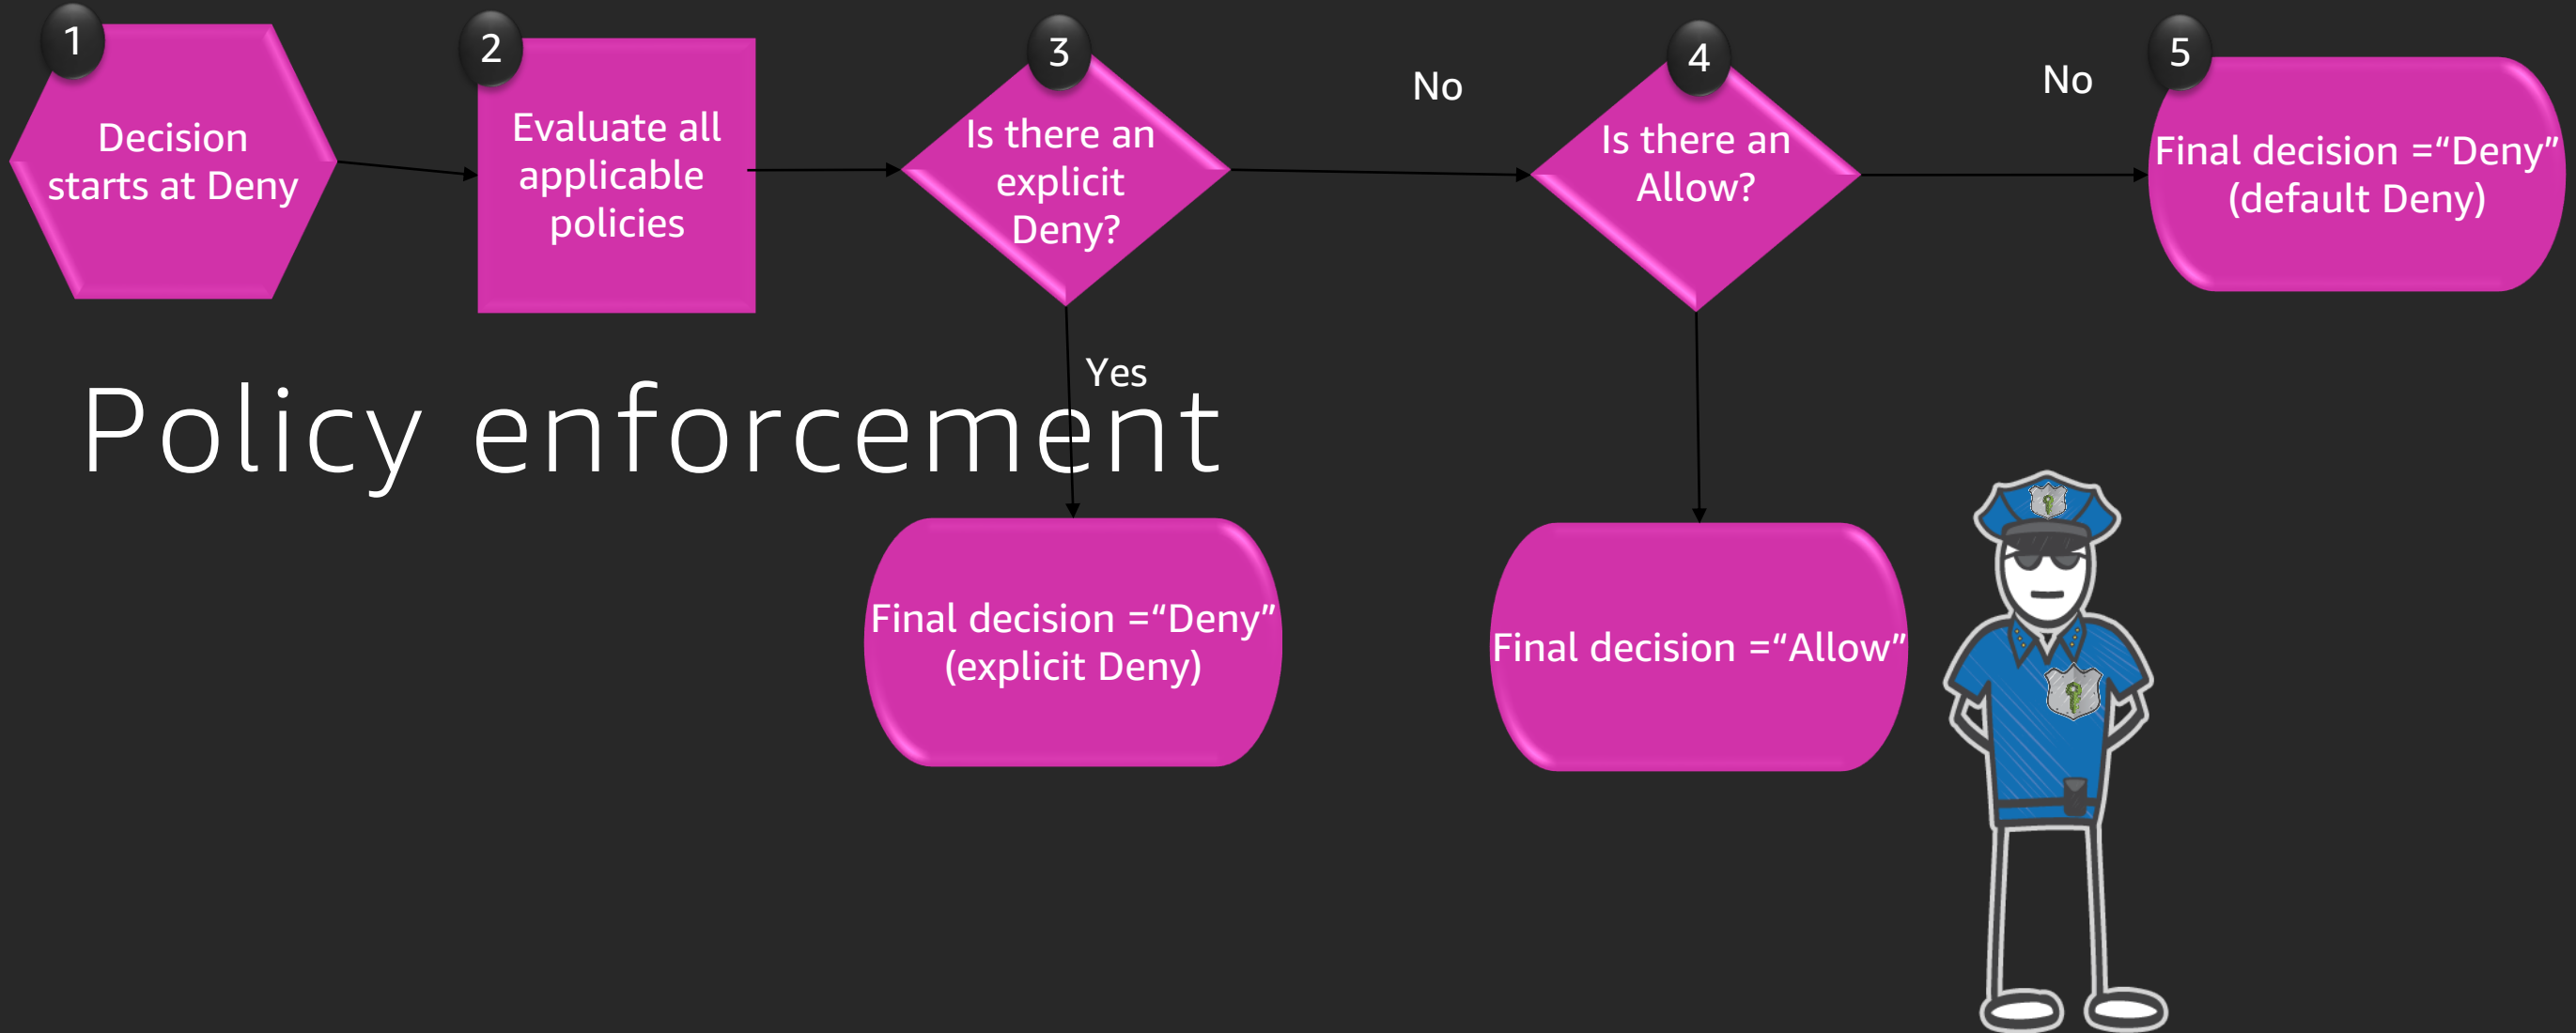 1
Decision
starts at Deny
2
Evaluate all
applicable
policies
3
Is there an
explicit
Deny?
No
4
Is there an
Allow?
No
5
Final decision =“Deny”
(default Deny)
Yes
Policy enforcement
Final decision =“Deny”
(explicit Deny)
Final decision =“Allow”